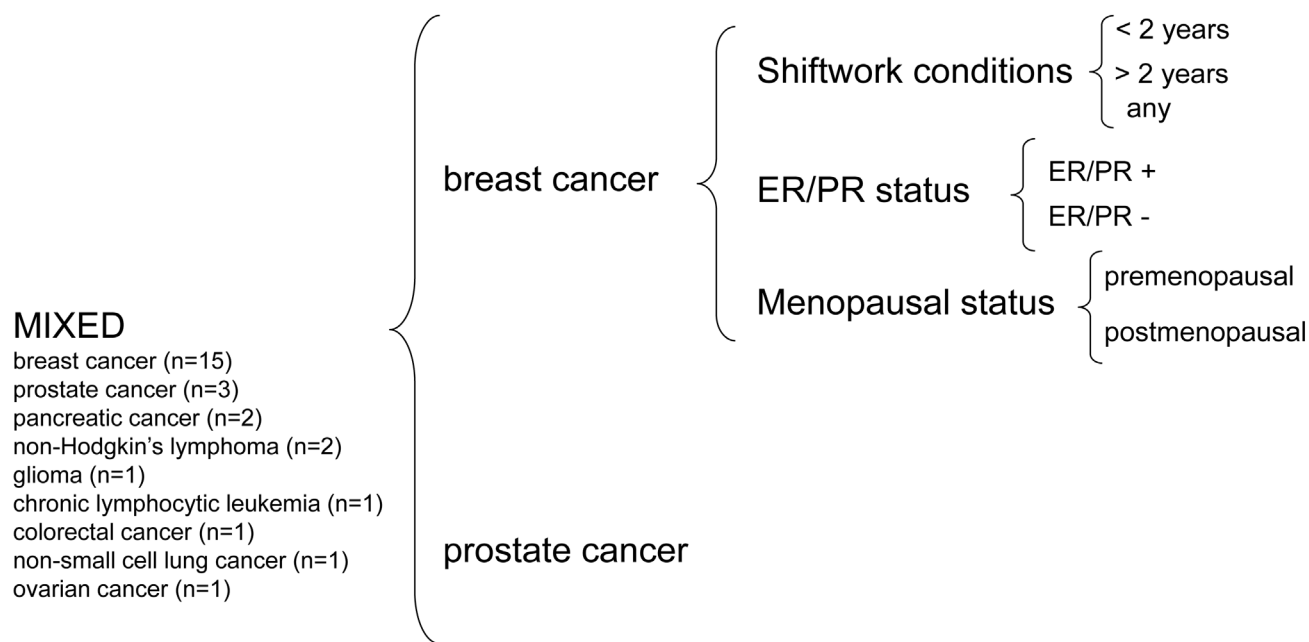 MIXED
breast cancer (n=15)
prostate cancer (n=3)
pancreatic cancer (n=2)
non-Hodgkin’s lymphoma (n=2)
glioma (n=1)
chronic lymphocytic leukemia (n=1)
colorectal cancer (n=1)
non-small cell lung cancer (n=1)
ovarian cancer (n=1)
breast cancer
Shiftwork conditions
< 2 years
> 2 years
any
ER/PR status
ER/PR +
ER/PR -
Menopausal status
premenopausal
postmenopausal
prostate cancer